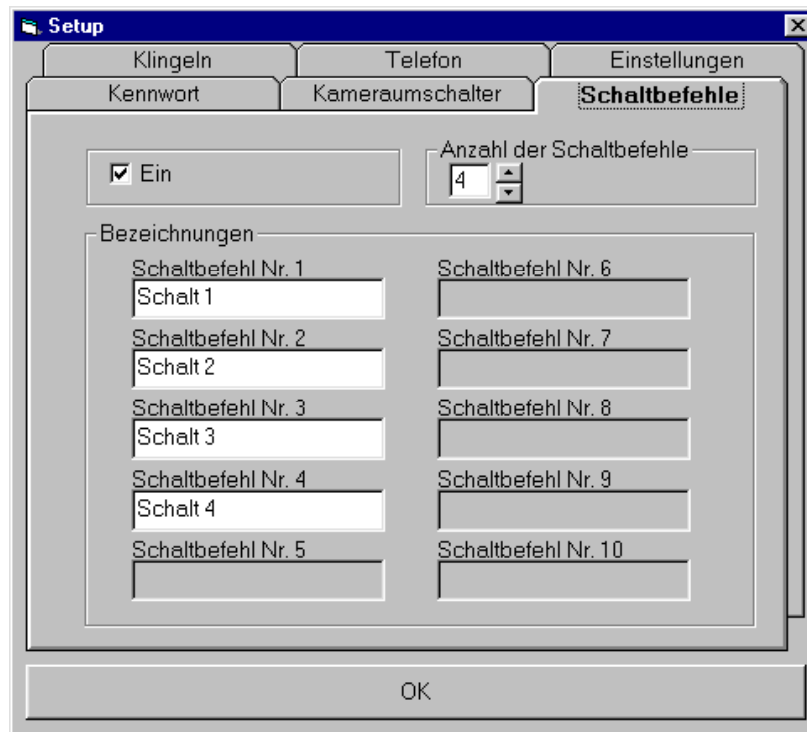 Setup
Klingeln Telefon Einstellungen
Kennwort Kameraumschalter Schaltbefehle
Ein
Anzahl der Schaltbefehle
4
Bezeichnungen
Schaltbefehl Nr. 1
Schalt 1
Schaltbefehl Nr. 2
Schalt 2
Schaltbefehl Nr. 3
Schalt 3
Schaltbefehl Nr. 4
Schalt 4
Schaltbefehl Nr. 5
Schaltbefehl Nr. 6
Schaltbefehl Nr. 7
Schaltbefehl Nr. 8
Schaltbefehl Nr. 9
Schaltbefehl Nr. 10
OK